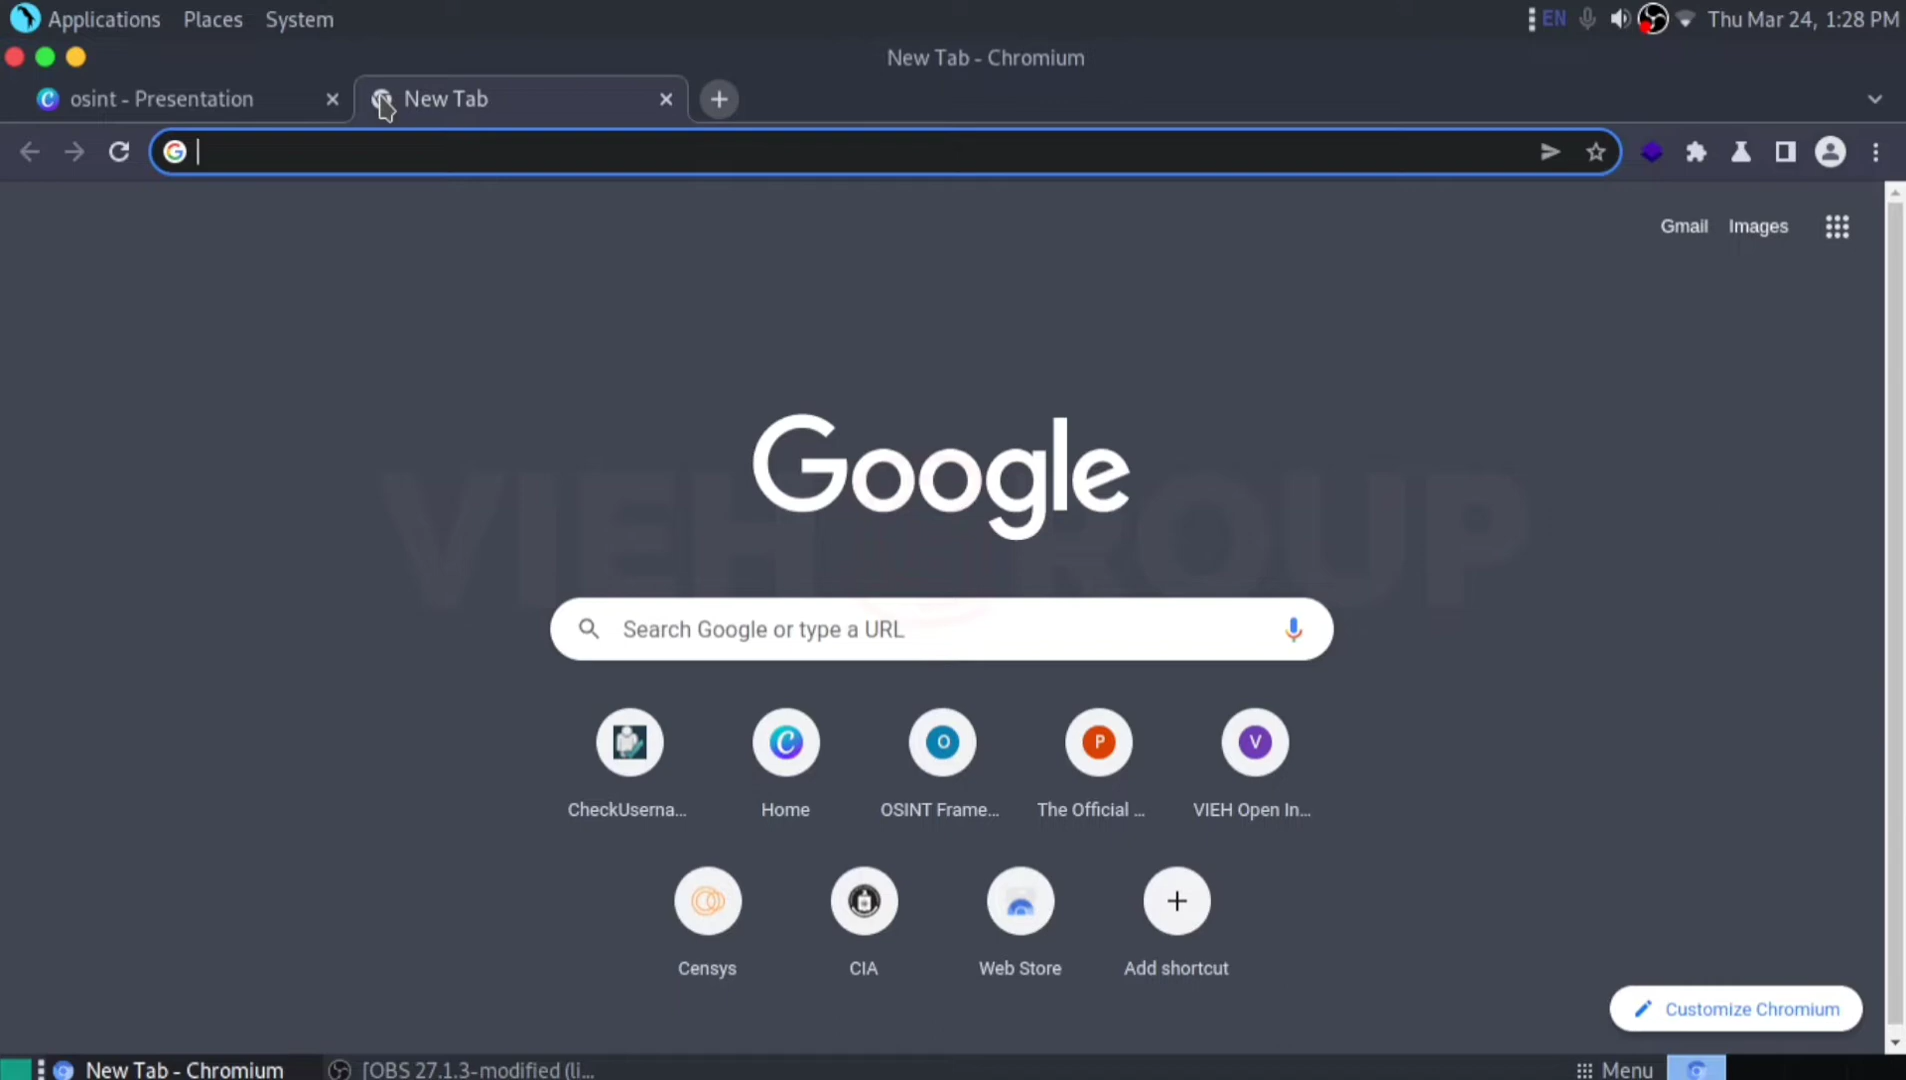 Applications Places System
EN Thu Mar 24, 1:28 PM
New Tab - Chromium
osint - Presentation
New Tab
Gmail Images
Google
VIEH GROUP
Search Google or type a URL
O P V
CheckUserna... Home OSINT Frame... The Official ... VIEH Open In...
Censys CIA Web Store Add shortcut
Customize Chromium
New Tab - Chromium [OBS 27.1.3-modified (li... Menu